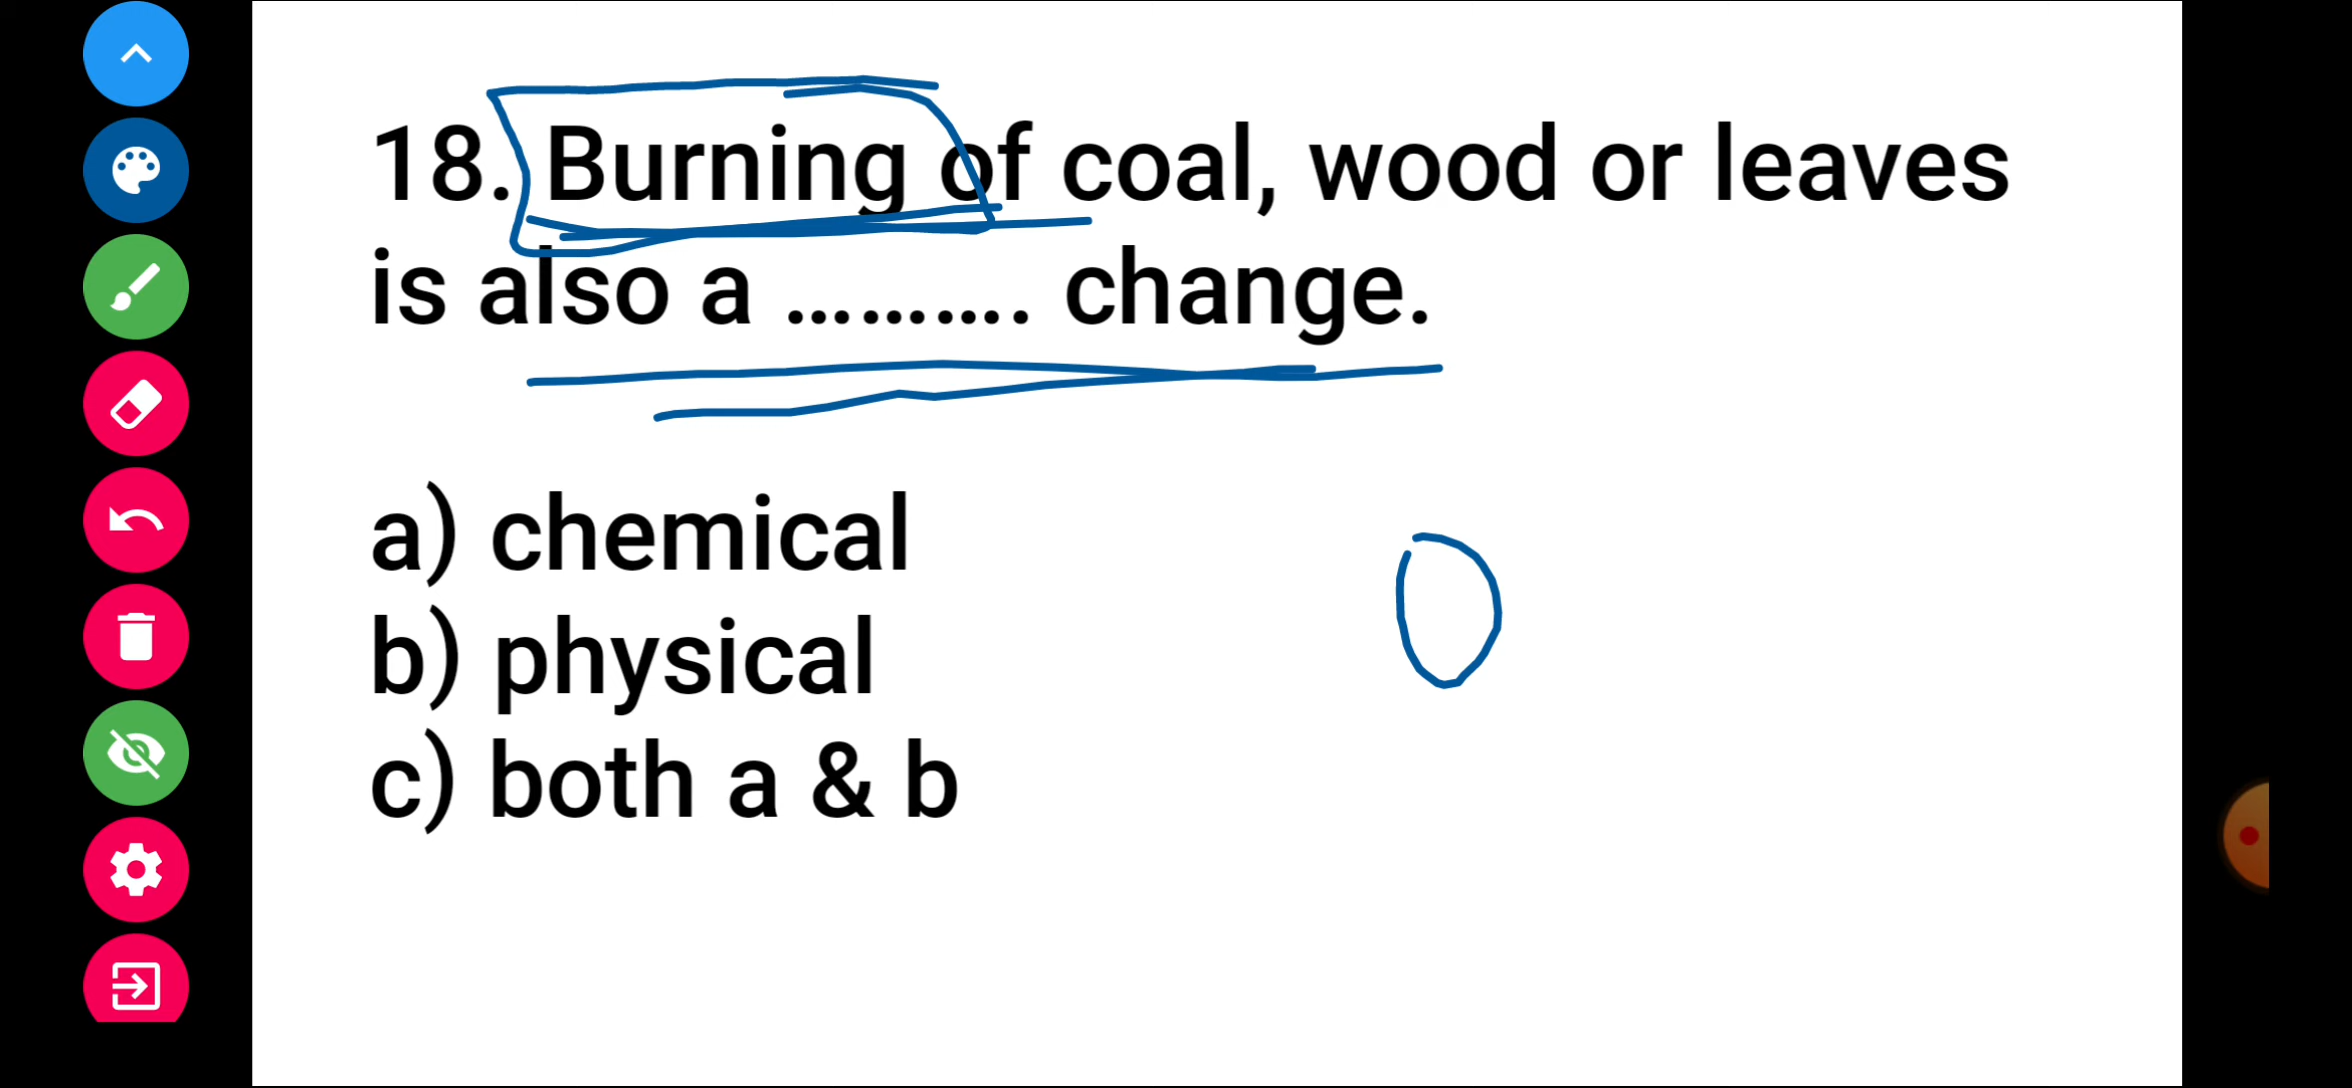 18. Burning of coal, wood or leaves
is also a .......... change.
a) chemical
b) physical
c) both a & b